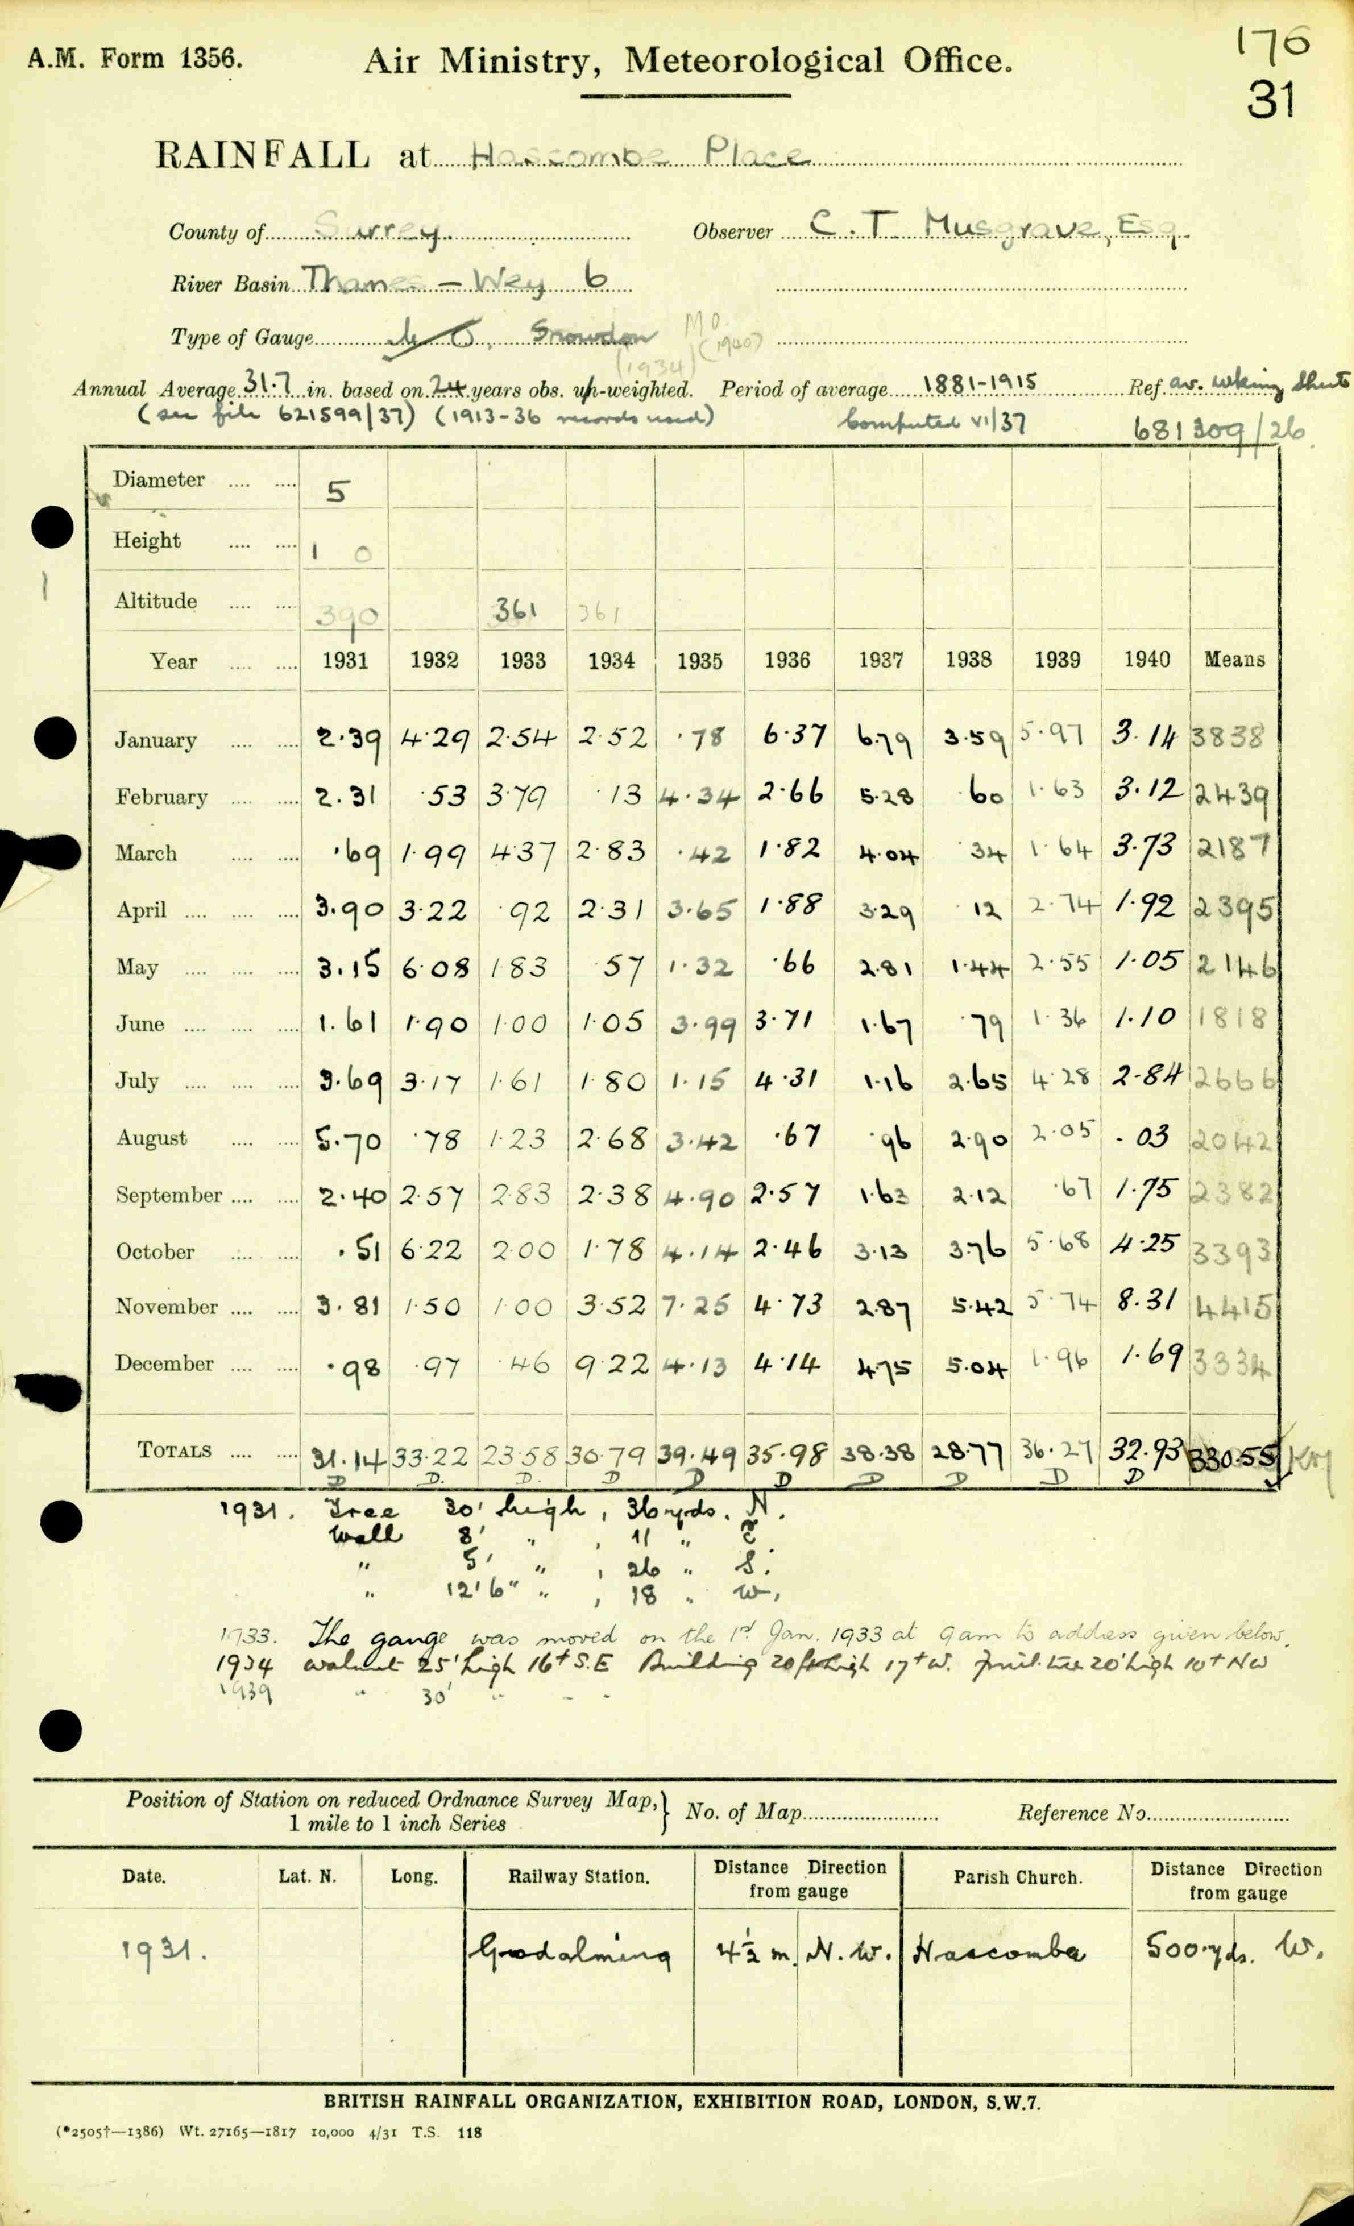 176
A.M. Form 1356. Air Ministry, Meteorological Office.
31
RAINFALL at Hascombe Place
County of Surrey Observer C.T. Musgrave, Esq.
River Basin Thames - Wey 6
Type of Gauge M O, Snowdon M O
(1934) (1940)
Annual Average 31.7 in. based on 24 years obs. un-weighted. Period of average 1881-1915 Ref. av. wking sheets
(see file 621599/37) (1913-36 records used) Computed VI/37 681309/26
Diameter 5
Height 1 0
Altitude 390 361 361
Year 1931 1932 1933 1934 1935 1936 1937 1938 1939 1940 Means
January 2.39 4.29 2.54 2.52 .78 6.37 6.79 3.59 5.97 3.14 3838
February 2.31 .53 3.79 .13 4.34 2.66 5.28 .60 1.63 3.12 2439
March .69 1.99 4.37 2.83 .42 1.82 4.04 .34 1.64 3.73 2187
April 3.90 3.22 .92 2.31 3.65 1.88 3.29 .12 2.74 1.92 2395
May 3.15 6.08 1.83 .57 1.32 .66 2.81 1.44 2.55 1.05 2146
June 1.61 1.90 1.00 1.05 3.99 3.71 1.67 .79 1.36 1.10 1818
July 3.69 3.17 1.61 1.80 1.15 4.31 1.16 2.65 4.28 2.84 2666
August 5.70 .78 1.23 2.68 3.42 .67 .96 2.90 2.05 .03 2042
September 2.40 2.57 2.83 2.38 4.90 2.57 1.63 2.12 .67 1.75 2382
October .51 6.22 2.00 1.78 4.14 2.46 3.13 3.76 5.68 4.25 3393
November 3.81 1.50 1.00 3.52 7.25 4.73 2.87 5.42 5.74 8.31 4415
December .98 .97 .46 9.22 4.13 4.14 4.75 5.04 1.96 1.69 3334
TOTALS 31.14 33.22 23.58 30.79 39.49 35.98 38.38 28.77 36.27 32.93 330.55
D D. D. D D D D D D D
1931. Tree 30' high, 36 yds. N.
Wall 8' " , 11 " E
" 5' " , 26 " S.
" 12'6" " , 18 " W.
1933. The gauge was moved on the 1st Jan. 1933 at 9am to address given below.
1934 walnut 25' high 16+ S.E Building 20ft high 17+ W. fruit tree 20' high 10+ NW
1939 " 30' " - -
Position of Station on reduced Ordnance Survey Map, } No. of Map Reference No.
1 mile to 1 inch Series
Date. Lat. N. Long. Railway Station. Distance Direction from gauge Parish Church. Distance Direction from gauge
1931. Godalming 4½ m. N.W. Hascombe 500 yds. W.
BRITISH RAINFALL ORGANIZATION, EXHIBITION ROAD, LONDON, S.W.7.
(*2505†—1386) Wt. 27165—1817 10,000 4/31 T.S. 118